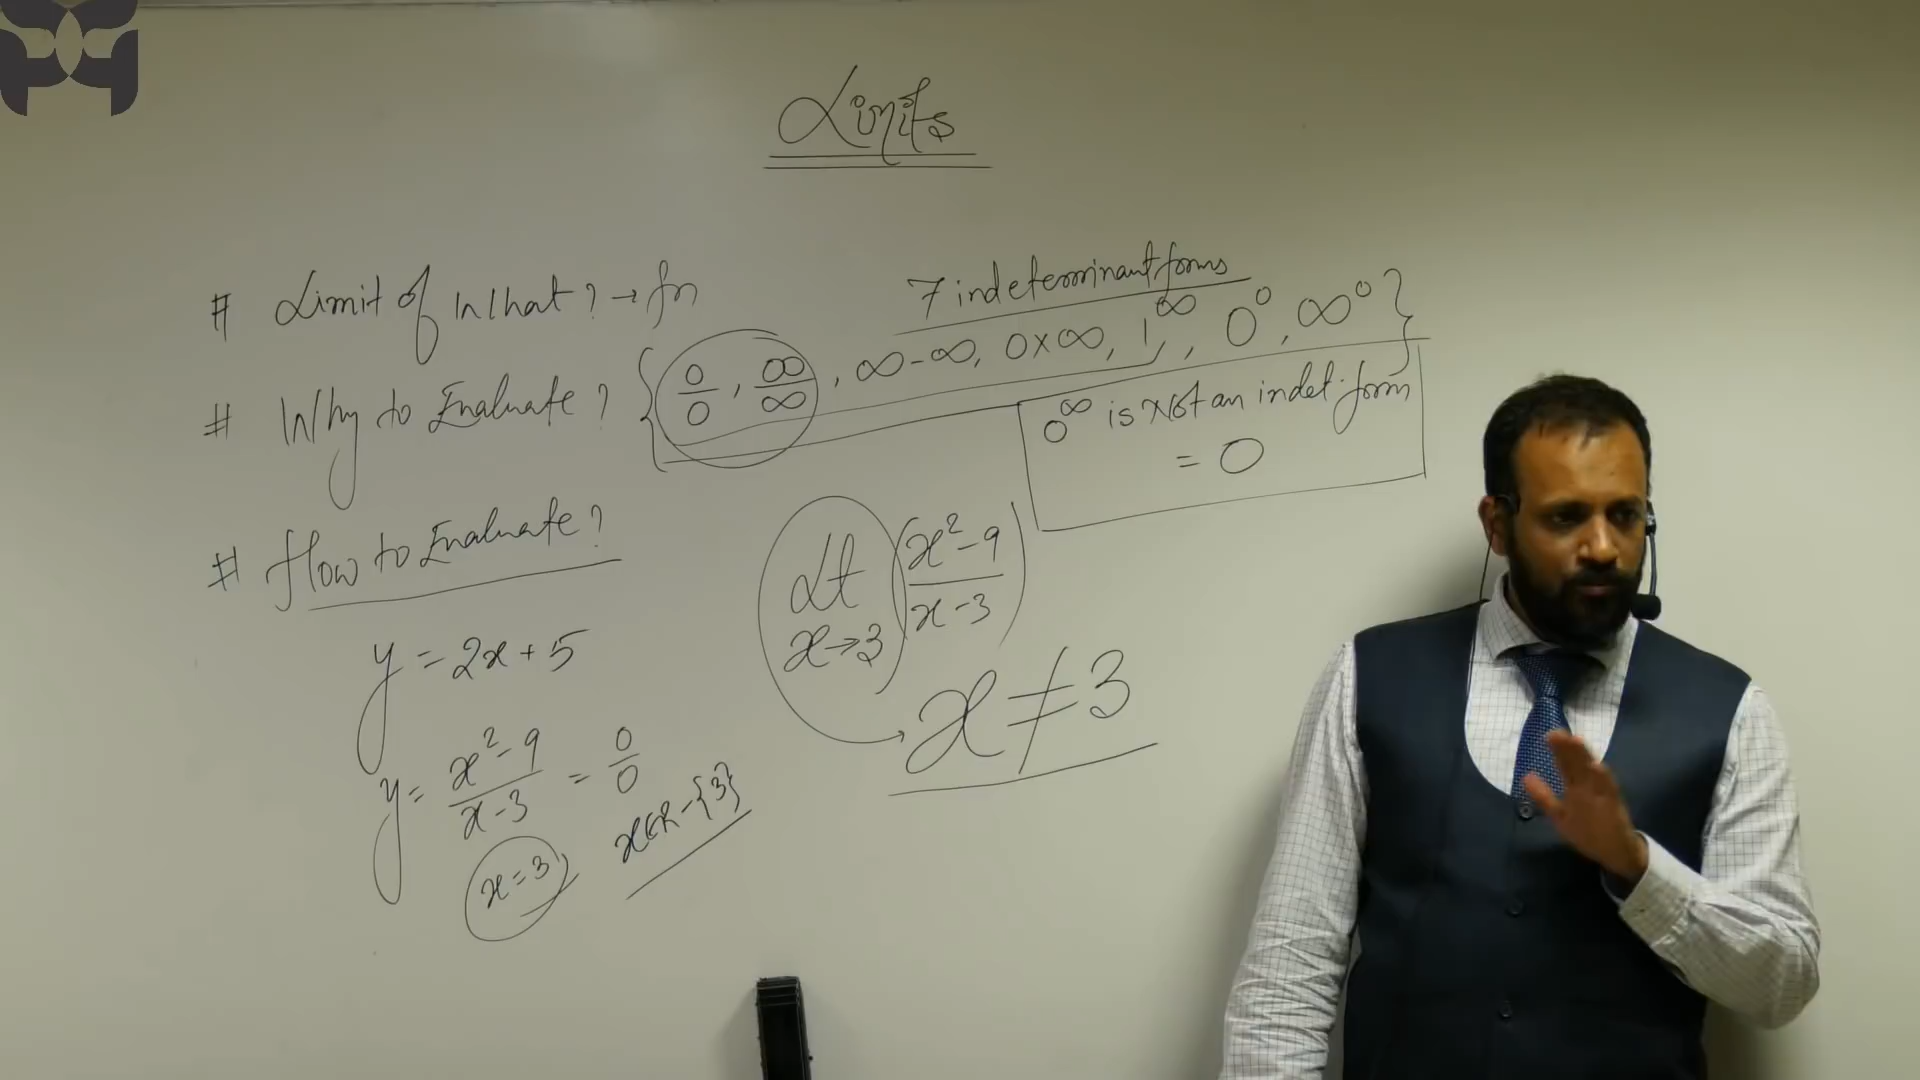 Limits
# Limit of What? → fn
7 indeterminant forms
# Why to Evaluate? { 0/0, ∞/∞, ∞-∞, 0×∞, 1^∞, 0^0, ∞^0 }
0^∞ is Not an indet. form
= 0
# How to Evaluate?
Lt x→3 (x²-9 / x-3)
x ≠ 3
y = 2x + 5
y = x²-9 / x-3 = 0/0
x = 3, x∈R-{3}